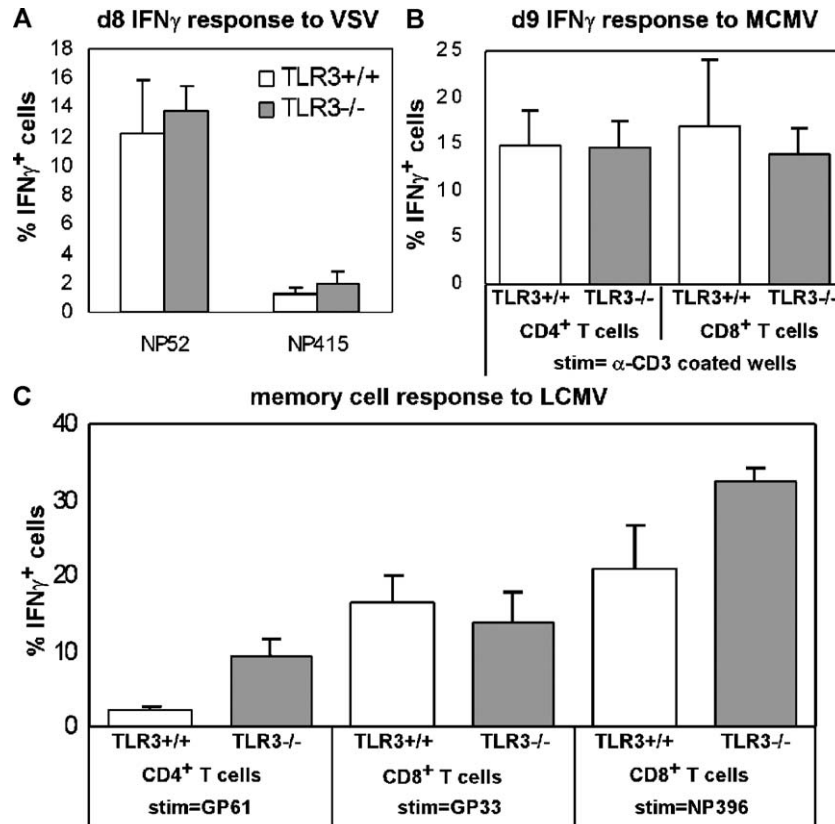 A d8 IFNγ response to VSV
% IFNγ+ cells
18
16
14
12
10
8
6
4
2
0
TLR3+/+
TLR3-/-
NP52 NP415
B d9 IFNγ response to MCMV
% IFNγ+ cells
25
20
15
10
5
0
TLR3+/+ TLR3-/- TLR3+/+ TLR3-/-
CD4+ T cells CD8+ T cells
stim= α-CD3 coated wells
C memory cell response to LCMV
% IFNγ+ cells
40
30
20
10
0
TLR3+/+ TLR3-/- TLR3+/+ TLR3-/- TLR3+/+ TLR3-/-
CD4+ T cells CD8+ T cells CD8+ T cells
stim=GP61 stim=GP33 stim=NP396